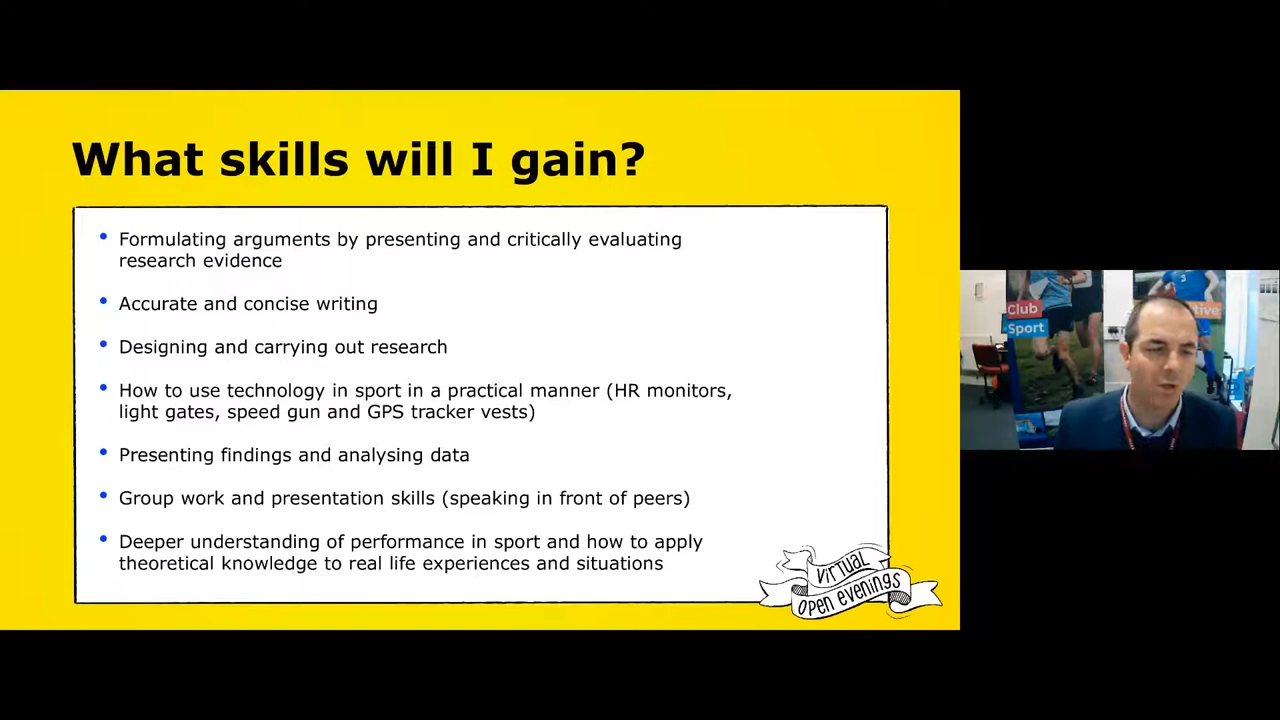 What skills will I gain?
• Formulating arguments by presenting and critically evaluating
research evidence
• Accurate and concise writing
• Designing and carrying out research
• How to use technology in sport in a practical manner (HR monitors,
light gates, speed gun and GPS tracker vests)
• Presenting findings and analysing data
• Group work and presentation skills (speaking in front of peers)
• Deeper understanding of performance in sport and how to apply
theoretical knowledge to real life experiences and situations
VIRTUAL
OPEN EVENINGS
Club
Sport